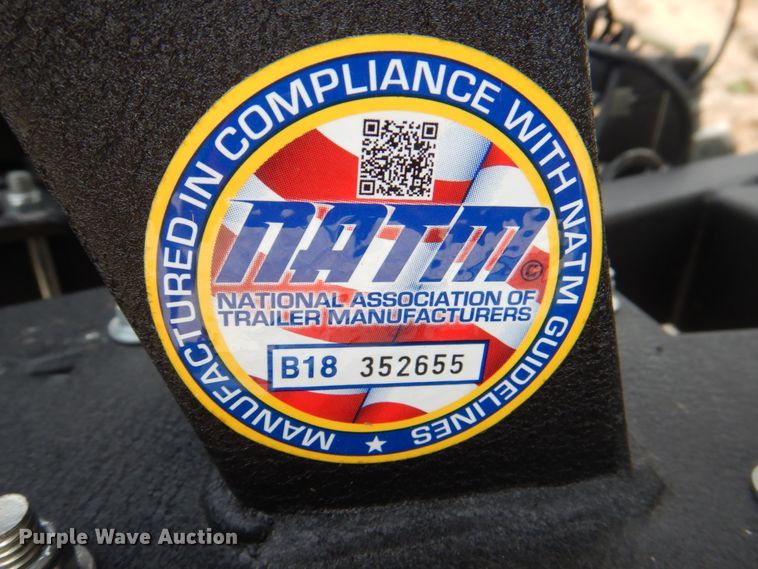 MANUFACTURED IN COMPLIANCE WITH NATM GUIDELINES
NATM ©
NATIONAL ASSOCIATION OF
TRAILER MANUFACTURERS
B18 352655
Purple Wave Auction